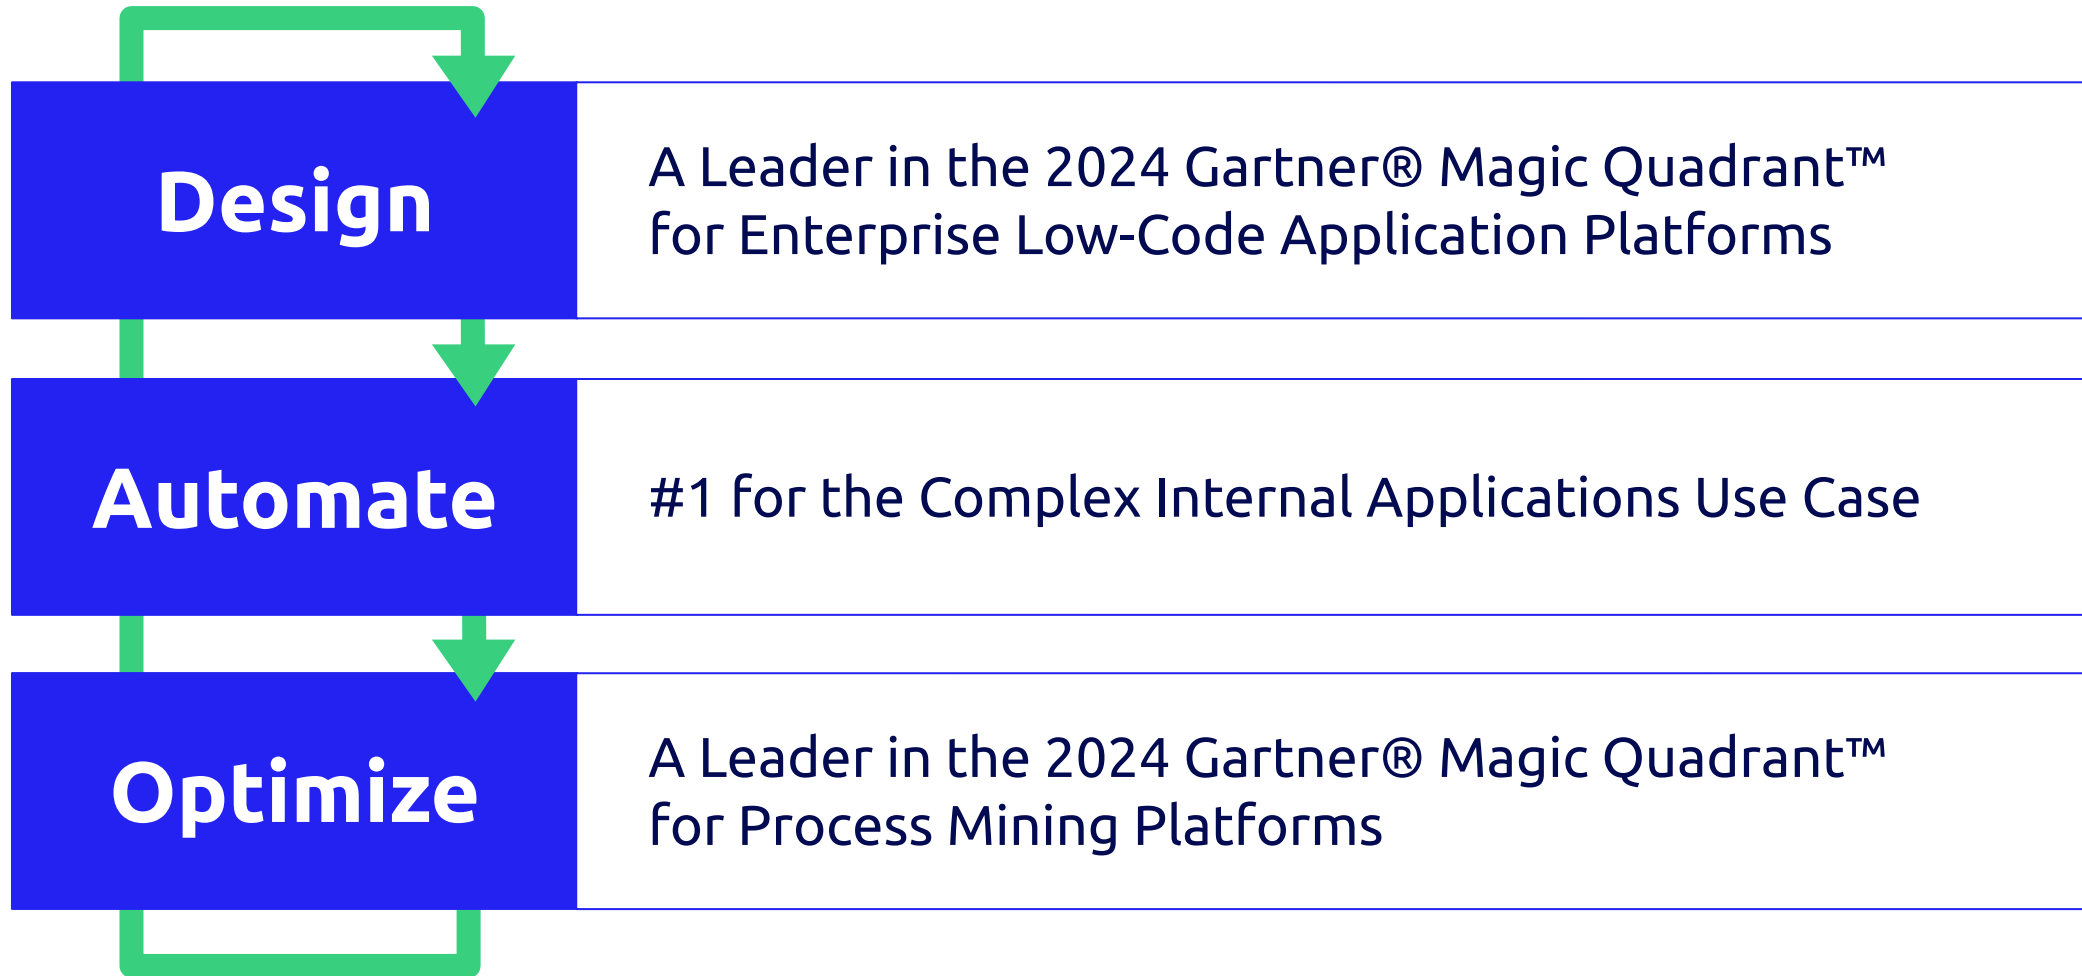 Design
A Leader in the 2024 Gartner® Magic Quadrant™
for Enterprise Low-Code Application Platforms
Automate
#1 for the Complex Internal Applications Use Case
Optimize
A Leader in the 2024 Gartner® Magic Quadrant™
for Process Mining Platforms